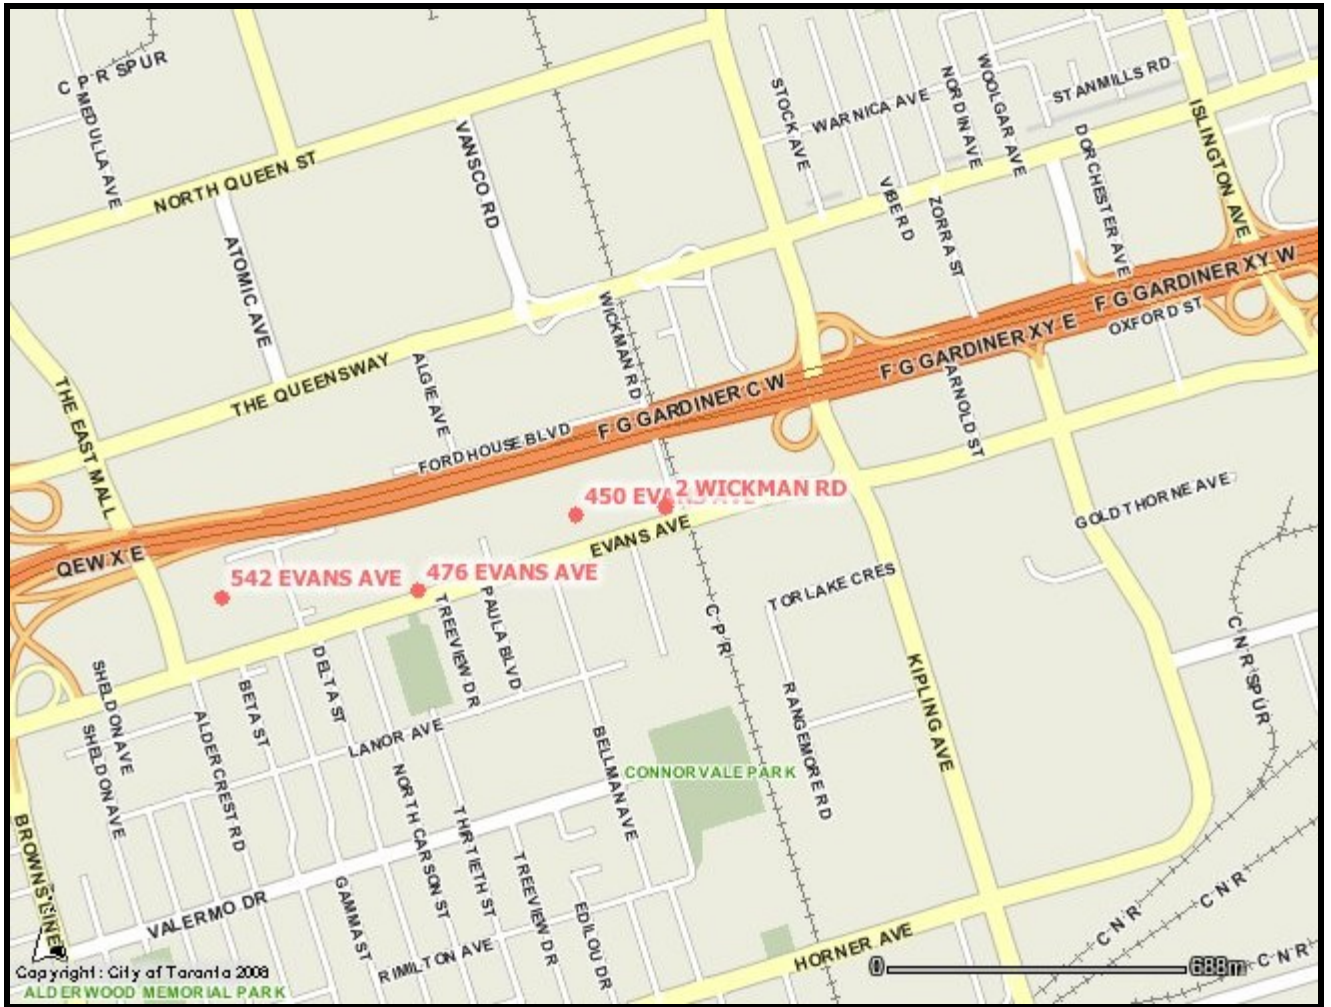 C P R SPUR
MEDULLA AVE
NORTH QUEEN ST
ATOMIC AVE
VANSCO RD
STOCK AVE
WARNICA AVE
NORDIN AVE
WOOLGAR AVE
STANMILLS RD
ISLINGTON AVE
DORCHESTER AVE
VIBE RD
ZORRA ST
WICKMAN RD
THE QUEENSWAY
ALGIE AVE
THE EAST MALL
FORDHOUSE BLVD
F G GARDINER C W
F G GARDINER XY E
F G GARDINER XY W
OXFORD ST
ARNOLD ST
QEW X E
450 EVANS AVE
2 WICKMAN RD
EVANS AVE
GOLDTHORNE AVE
542 EVANS AVE
476 EVANS AVE
TORLAKE CRES
TREEVIEW DR
PAULA BLVD
C P R
C N R SPUR
SHELDON AVE
SHELDON AVE
BETA ST
DELTA ST
ALDERCREST RD
LANOR AVE
KIPLING AVE
RANGEMORE RD
BELLMAN AVE
CONNORVALE PARK
NORTH CARSON ST
THIRTIETH ST
TREEVIEW DR
BROWNS LINE
GAMMA ST
VALERMO DR
EDILOU DR
RIMILTON AVE
HORNER AVE
C N R
C N R
C N R
0
688m
Copyright : City of Toronto 2008
ALDERWOOD MEMORIAL PARK